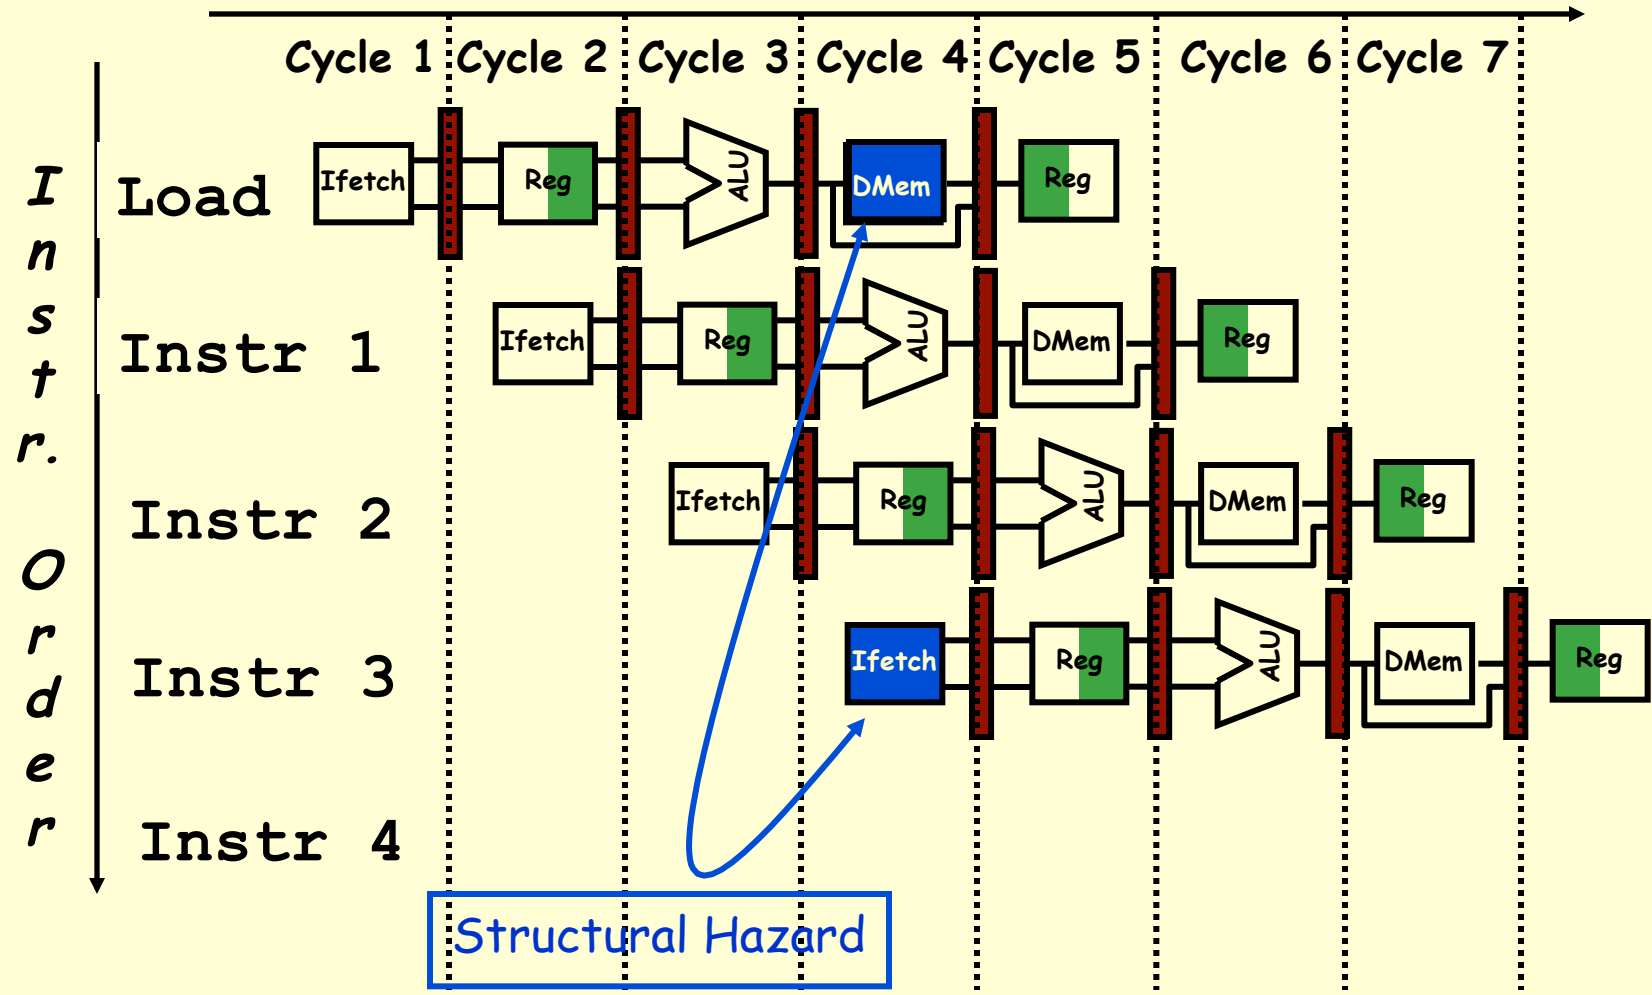 Cycle 1 Cycle 2 Cycle 3 Cycle 4 Cycle 5 Cycle 6 Cycle 7
Instr.
Order
Load Ifetch Reg ALU DMem Reg
Instr 1 Ifetch Reg ALU DMem Reg
Instr 2 Ifetch Reg ALU DMem Reg
Instr 3 Ifetch Reg ALU DMem Reg
Instr 4
Structural Hazard